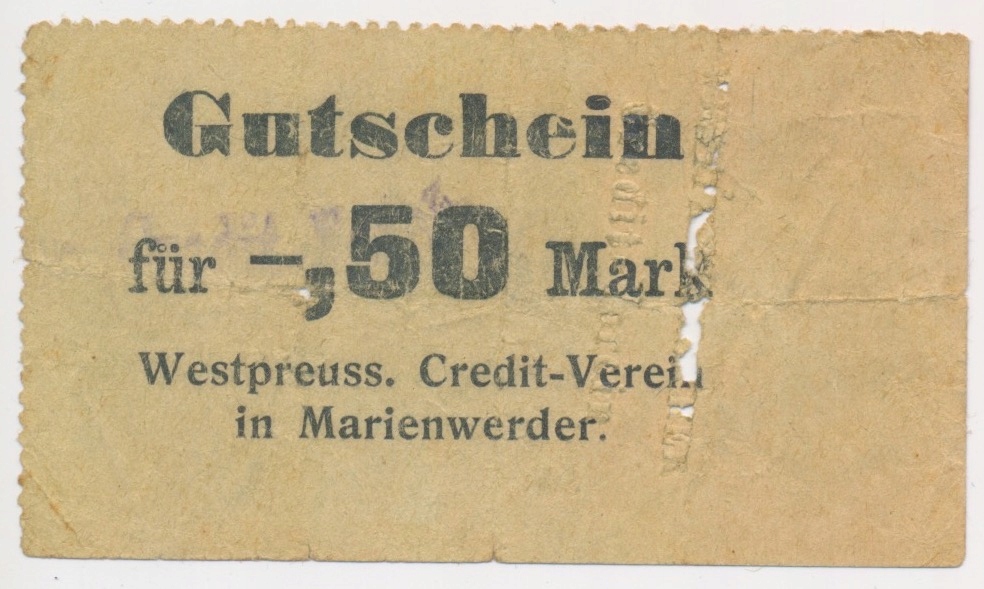 Gutschein
für –,50 Mark
Westpreuss. Credit-Verein
in Marienwerder.